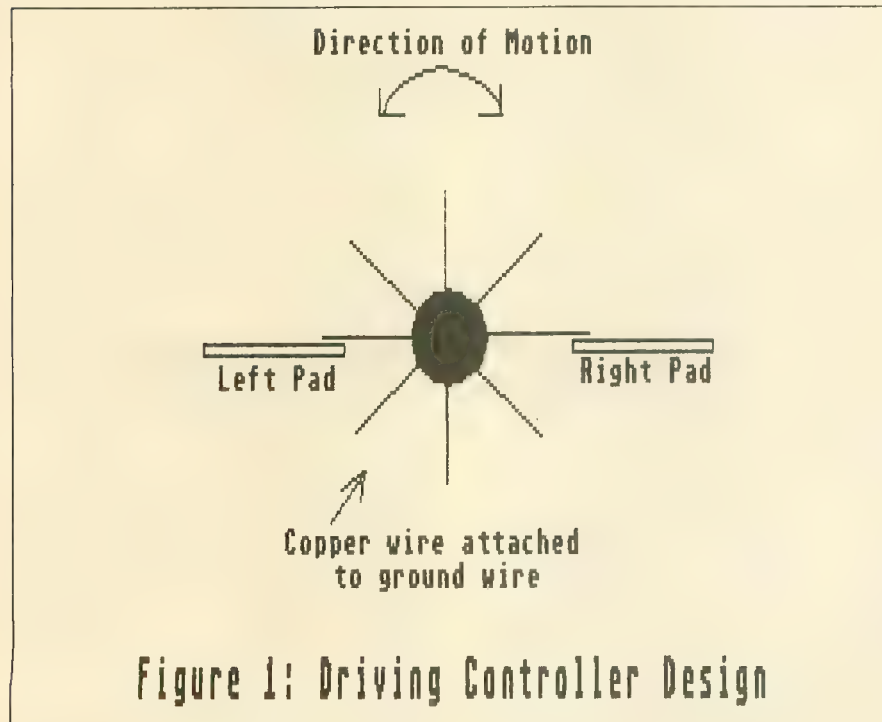 Direction of Motion
Left Pad
Right Pad
Copper wire attached
to ground wire
Figure 1: Driving Controller Design